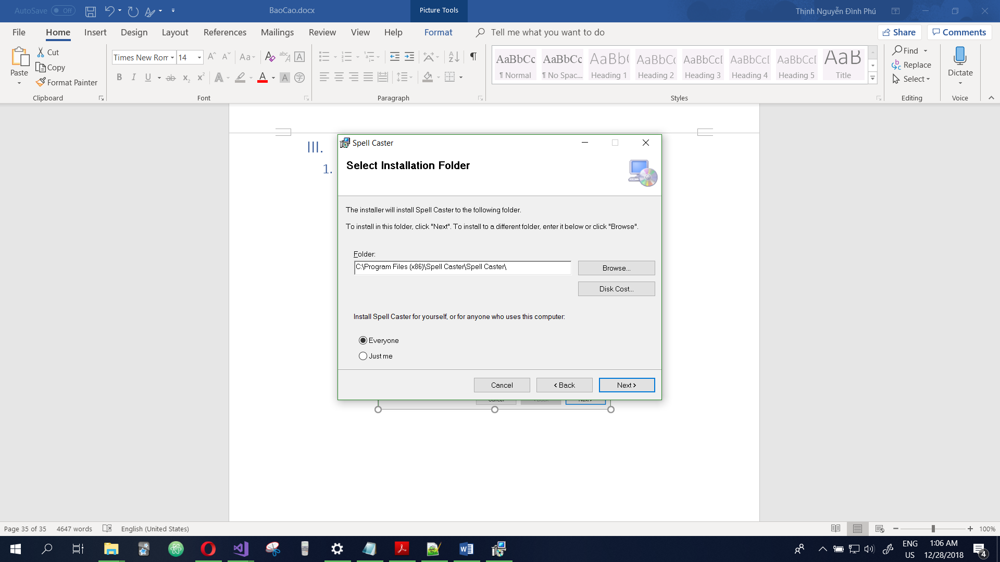 AutoSave Off
BaoCao.docx
Picture Tools
Thịnh Nguyễn Đình Phú
File Home Insert Design Layout References Mailings Review View Help Format Tell me what you want to do Share Comments
Paste
Cut
Copy
Format Painter
Clipboard
Times New Rom 14
Font
Paragraph
AaBbCc AaBbCc AaBb( AaBbCc AaBbCc[ AaBbCc[ AaBbCc[ AaB
¶ Normal ¶ No Spac... Heading 1 Heading 2 Heading 3 Heading 4 Heading 5 Title
Styles
Find
Replace
Select
Editing
Dictate
Voice
III.
1.
Spell Caster
Select Installation Folder
The installer will install Spell Caster to the following folder.
To install in this folder, click "Next". To install to a different folder, enter it below or click "Browse".
Folder:
C:\Program Files (x86)\Spell Caster\Spell Caster\
Browse...
Disk Cost...
Install Spell Caster for yourself, or for anyone who uses this computer:
Everyone
Just me
Cancel < Back Next >
Page 35 of 35 4647 words English (United States) 100%
ENG
US
1:06 AM
12/28/2018
4